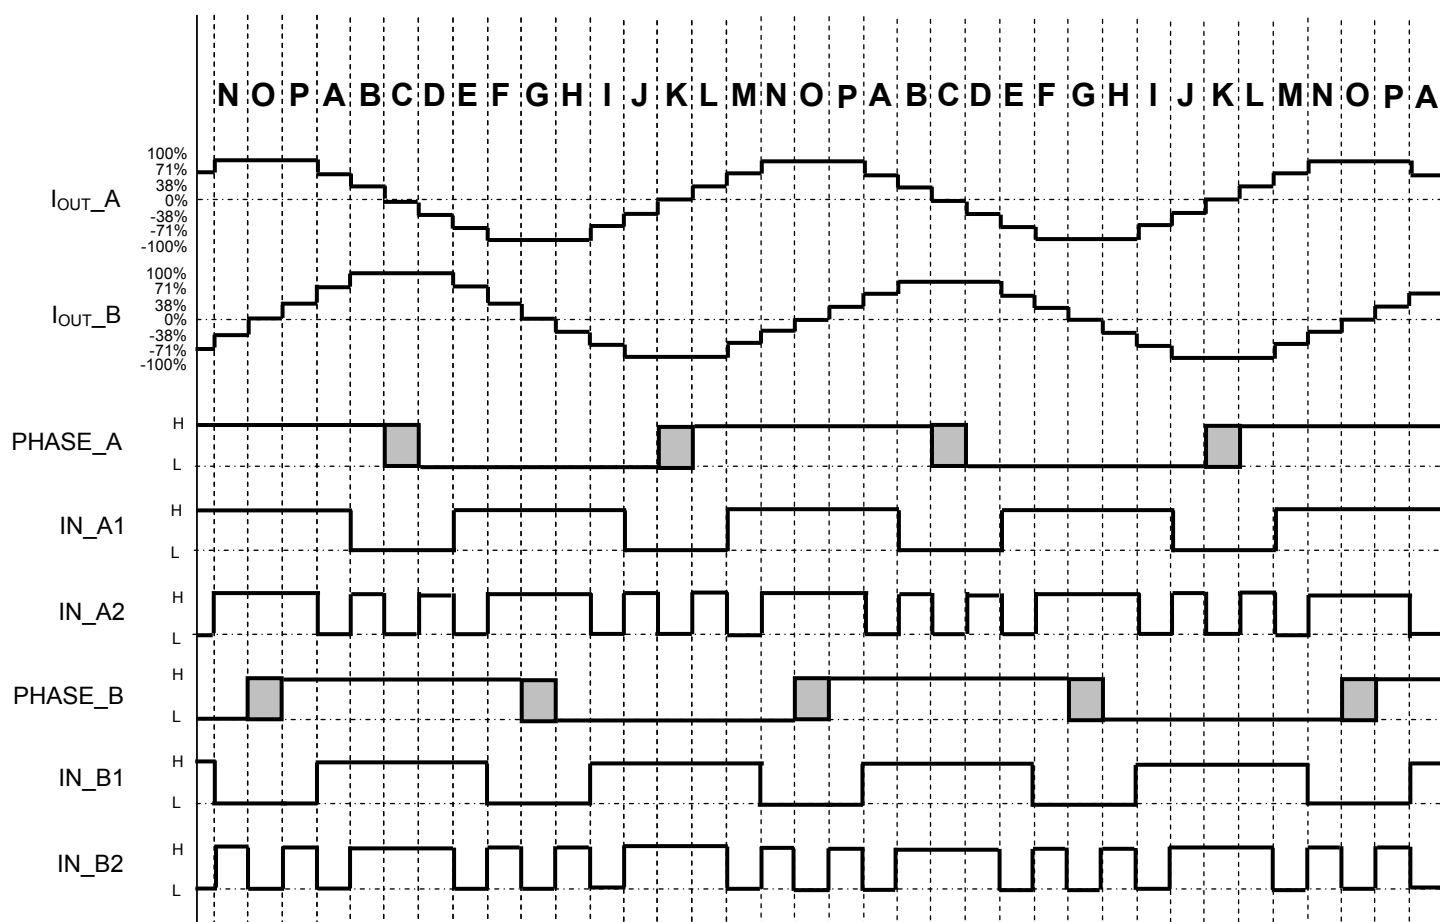 N O P A B C D E F G H I J K L M N O P A B C D E F G H I J K L M N O P A
100%
71%
38%
0%
-38%
-71%
-100%
IOUT_A
100%
71%
38%
0%
-38%
-71%
-100%
IOUT_B
H
PHASE_A
L
H
IN_A1
L
H
IN_A2
L
H
PHASE_B
L
H
IN_B1
L
H
IN_B2
L